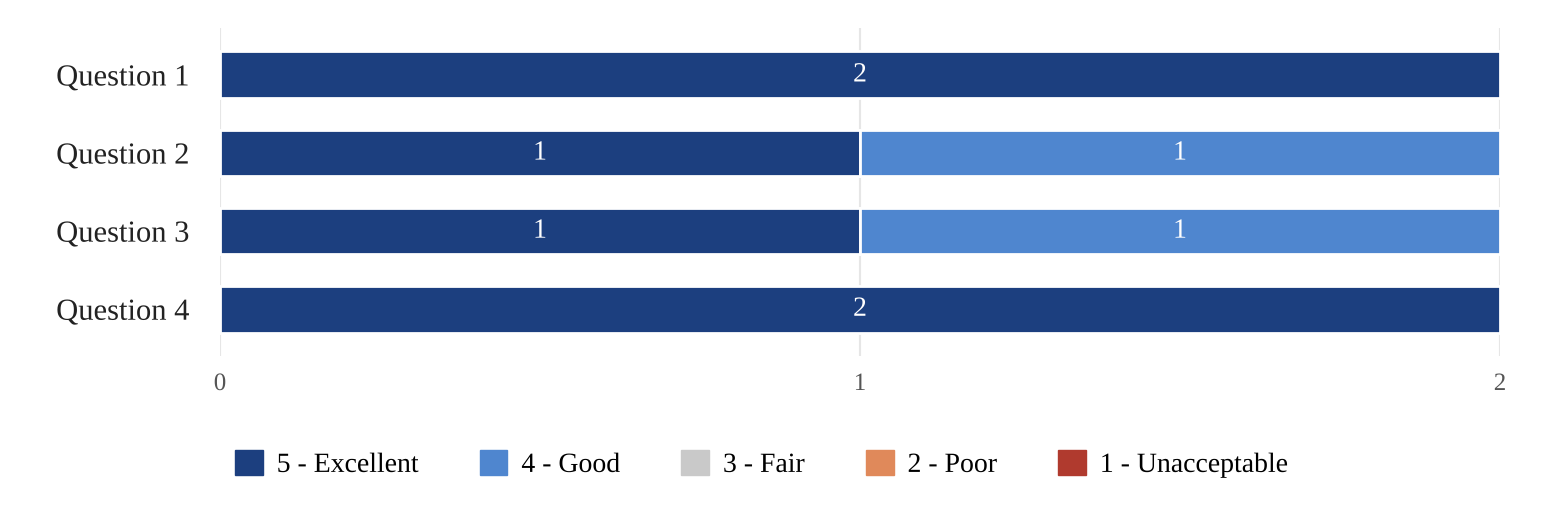 Question 1
2
Question 2
1 1
Question 3
1 1
Question 4
2
0 1 2
5 - Excellent 4 - Good 3 - Fair 2 - Poor 1 - Unacceptable